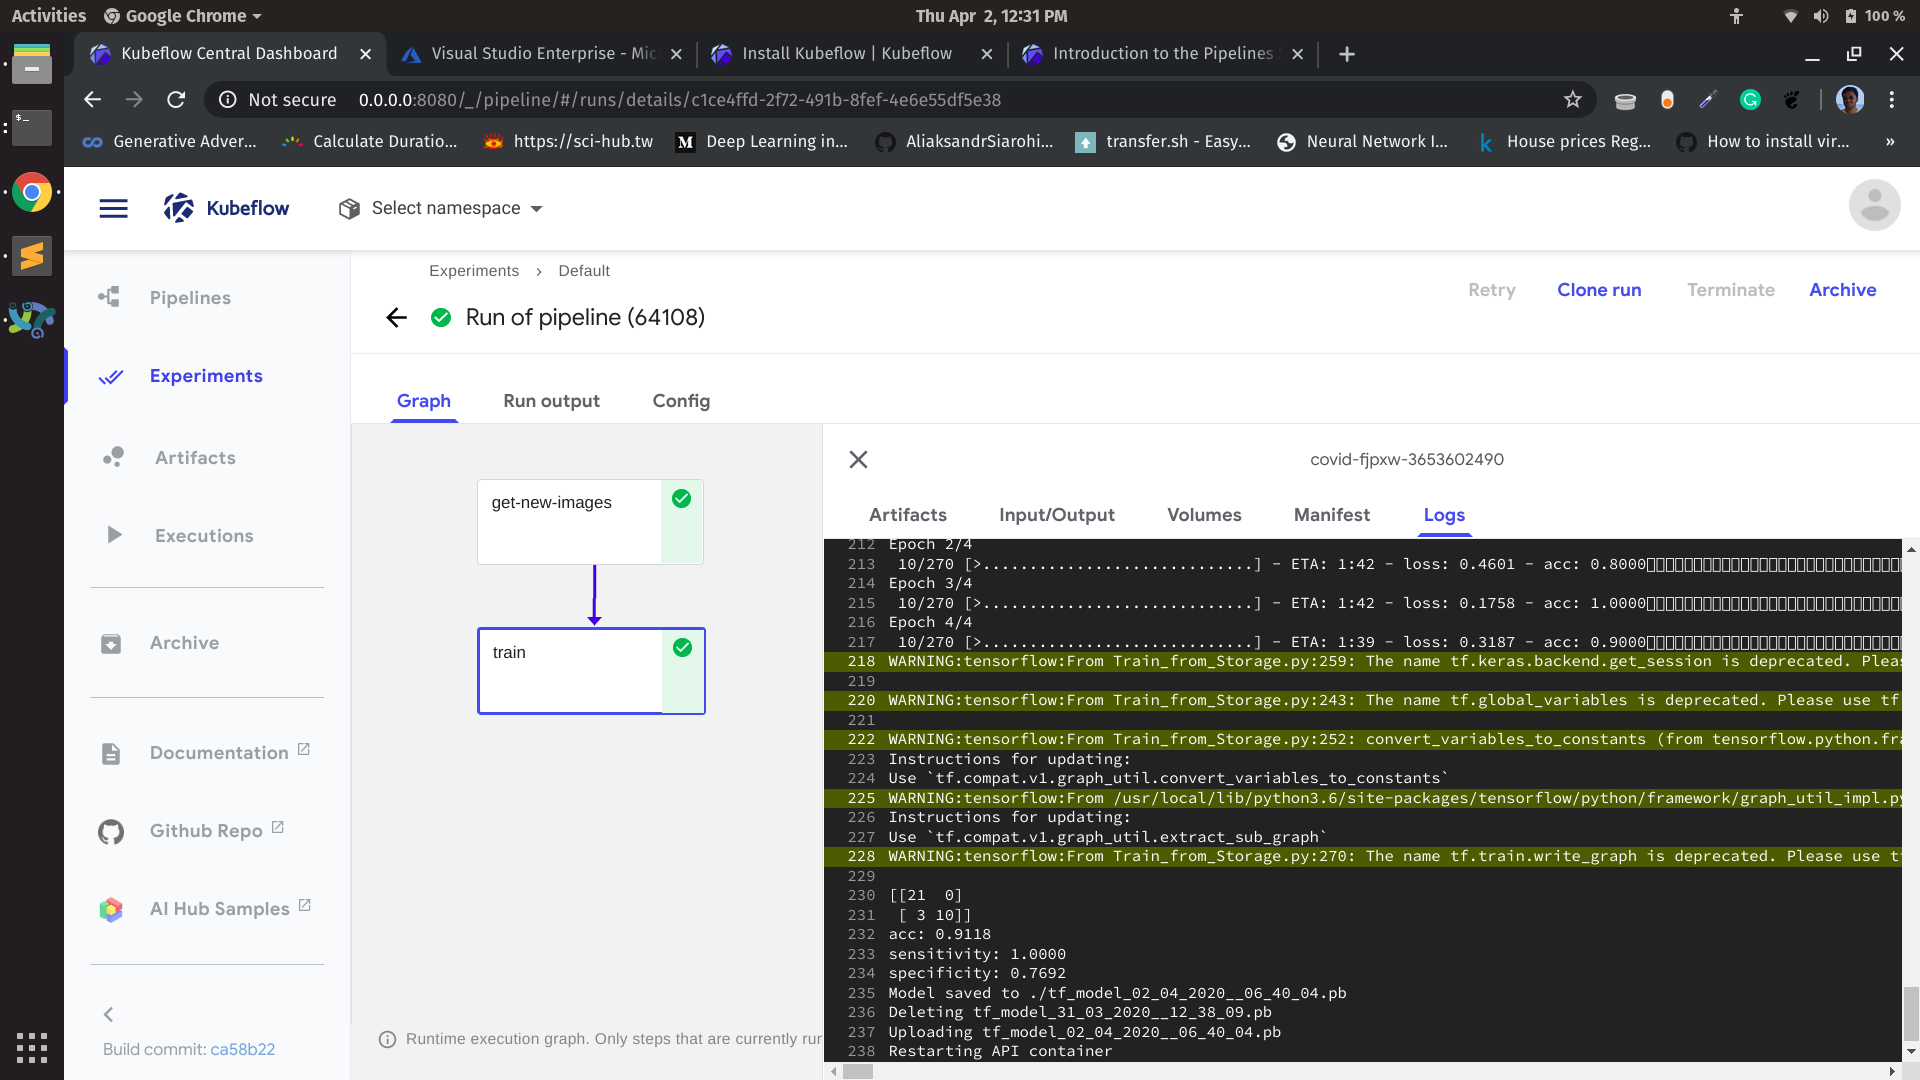 Activities Google Chrome Thu Apr 2, 12:31 PM 100 %
Kubeflow Central Dashboard Visual Studio Enterprise - Mic Install Kubeflow | Kubeflow Introduction to the Pipelines
Not secure 0.0.0.0:8080/_/pipeline/#/runs/details/c1ce4ffd-2f72-491b-8fef-4e6e55df5e38
Generative Adver... Calculate Duratio... https://sci-hub.tw Deep Learning in... AliaksandrSiarohi... transfer.sh - Easy... Neural Network I... House prices Reg... How to install vir... »
Kubeflow Select namespace
Pipelines
Experiments
Artifacts
Executions
Archive
Documentation
Github Repo
AI Hub Samples
Build commit: ca58b22
Experiments > Default
Run of pipeline (64108)
Retry Clone run Terminate Archive
Graph Run output Config
get-new-images
train
Runtime execution graph. Only steps that are currently rur
covid-fjpxw-3653602490
Artifacts Input/Output Volumes Manifest Logs
212 Epoch 2/4
213 10/270 [>.............................] - ETA: 1:42 - loss: 0.4601 - acc: 0.8000
214 Epoch 3/4
215 10/270 [>.............................] - ETA: 1:42 - loss: 0.1758 - acc: 1.0000
216 Epoch 4/4
217 10/270 [>.............................] - ETA: 1:39 - loss: 0.3187 - acc: 0.9000
218 WARNING:tensorflow:From Train_from_Storage.py:259: The name tf.keras.backend.get_session is deprecated. Pleas
219
220 WARNING:tensorflow:From Train_from_Storage.py:243: The name tf.global_variables is deprecated. Please use tf
221
222 WARNING:tensorflow:From Train_from_Storage.py:252: convert_variables_to_constants (from tensorflow.python.fra
223 Instructions for updating:
224 Use `tf.compat.v1.graph_util.convert_variables_to_constants`
225 WARNING:tensorflow:From /usr/local/lib/python3.6/site-packages/tensorflow/python/framework/graph_util_impl.py
226 Instructions for updating:
227 Use `tf.compat.v1.graph_util.extract_sub_graph`
228 WARNING:tensorflow:From Train_from_Storage.py:270: The name tf.train.write_graph is deprecated. Please use t
229
230 [[21  0]
231  [ 3 10]]
232 acc: 0.9118
233 sensitivity: 1.0000
234 specificity: 0.7692
235 Model saved to ./tf_model_02_04_2020__06_40_04.pb
236 Deleting tf_model_31_03_2020__12_38_09.pb
237 Uploading tf_model_02_04_2020__06_40_04.pb
238 Restarting API container